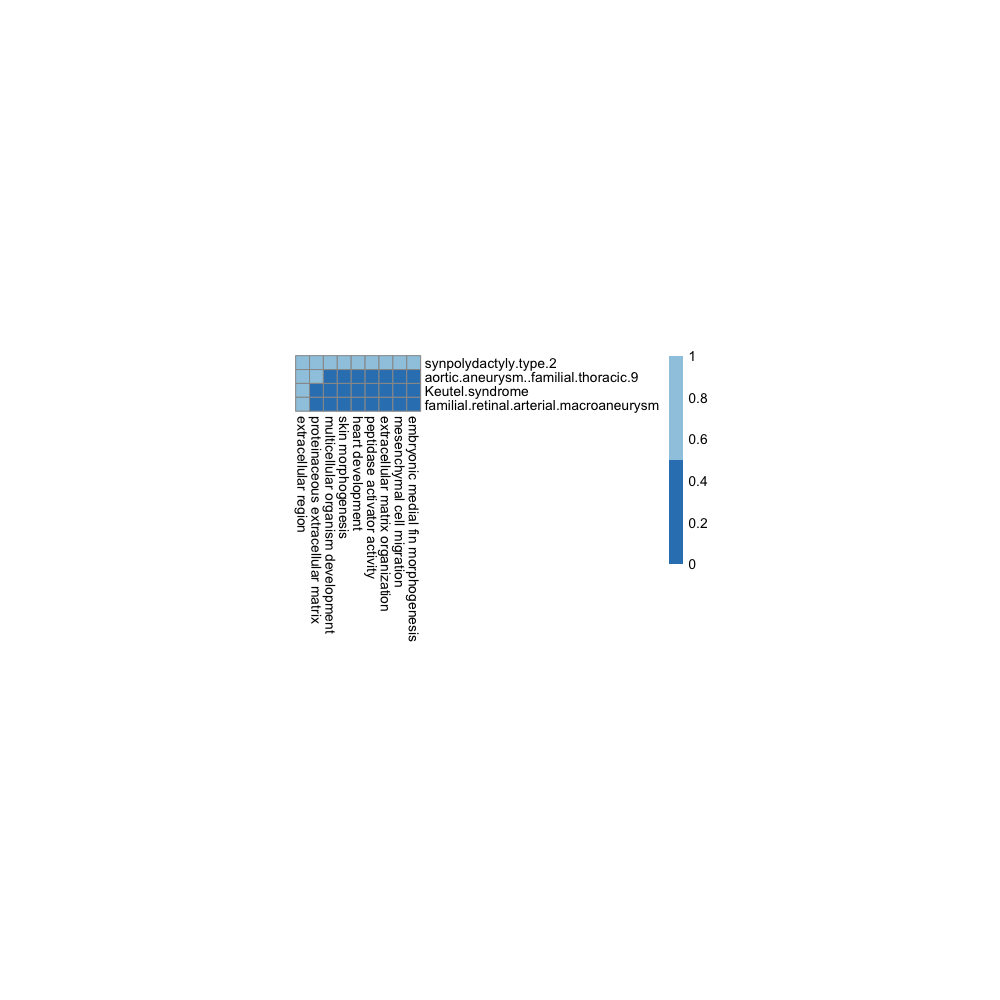 synpolydactyly.type.2
aortic.aneurysm..familial.thoracic.9
Keutel.syndrome
familial.retinal.arterial.macroaneurysm
extracellular region
proteinaceous extracellular matrix
multicellular organism development
skin morphogenesis
heart development
peptidase activator activity
extracellular matrix organization
mesenchymal cell migration
embryonic medial fin morphogenesis
1
0.8
0.6
0.4
0.2
0